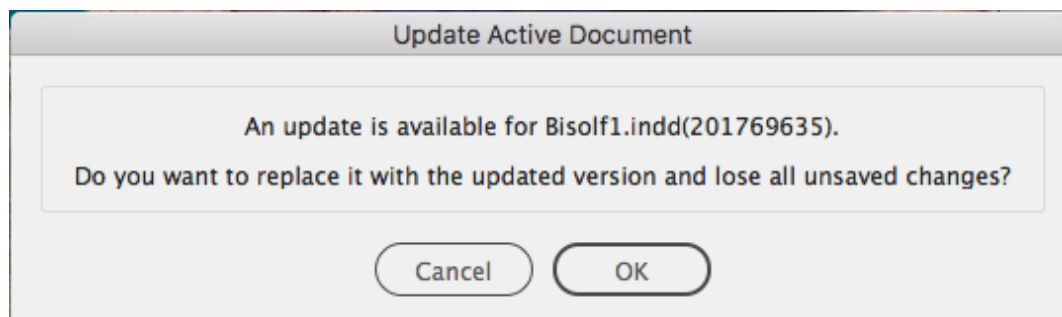 Update Active Document
An update is available for Bisolf1.indd(201769635).
Do you want to replace it with the updated version and lose all unsaved changes?
Cancel OK